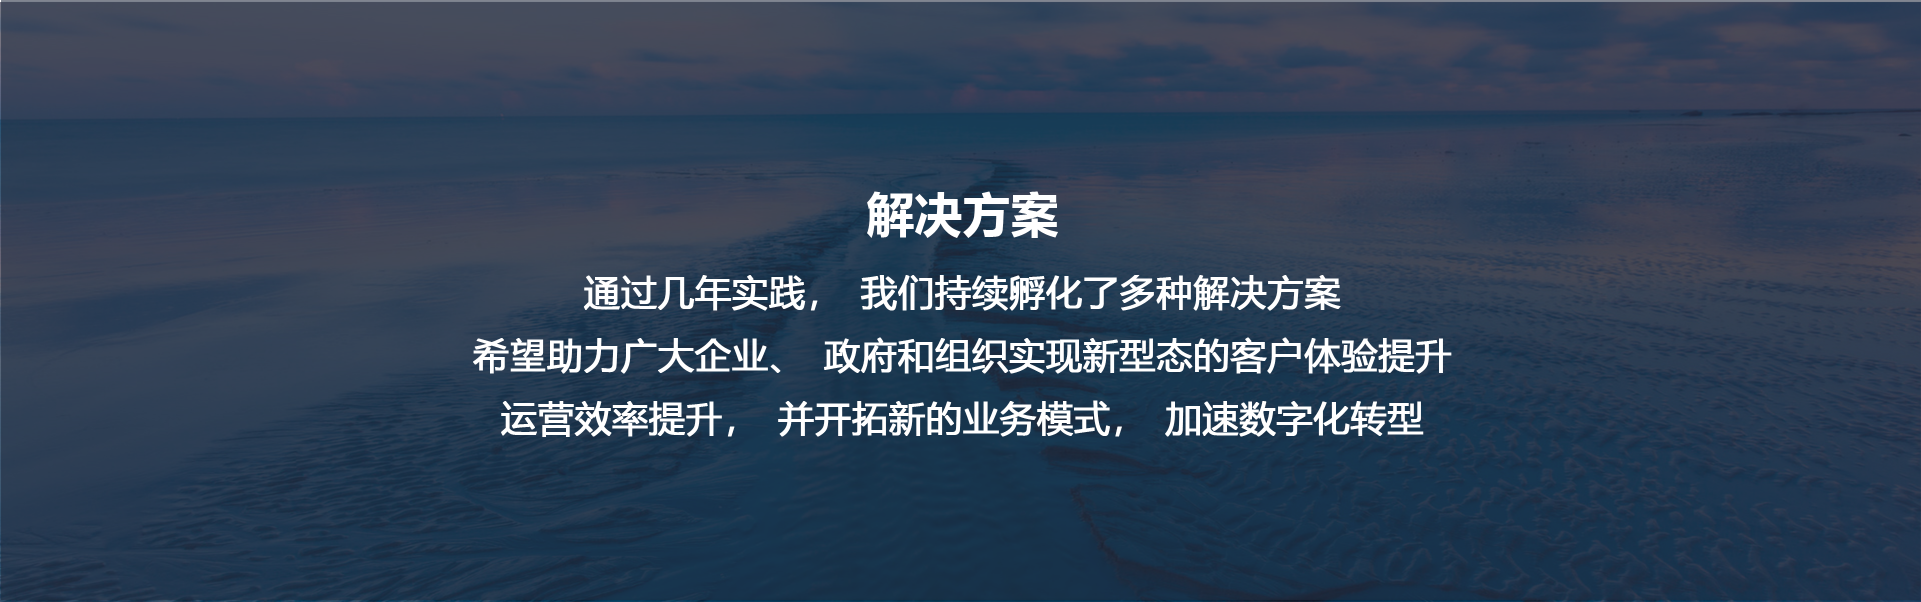 解决方案
通过几年实践， 我们持续孵化了多种解决方案
希望助力广大企业、 政府和组织实现新型态的客户体验提升
运营效率提升， 并开拓新的业务模式， 加速数字化转型